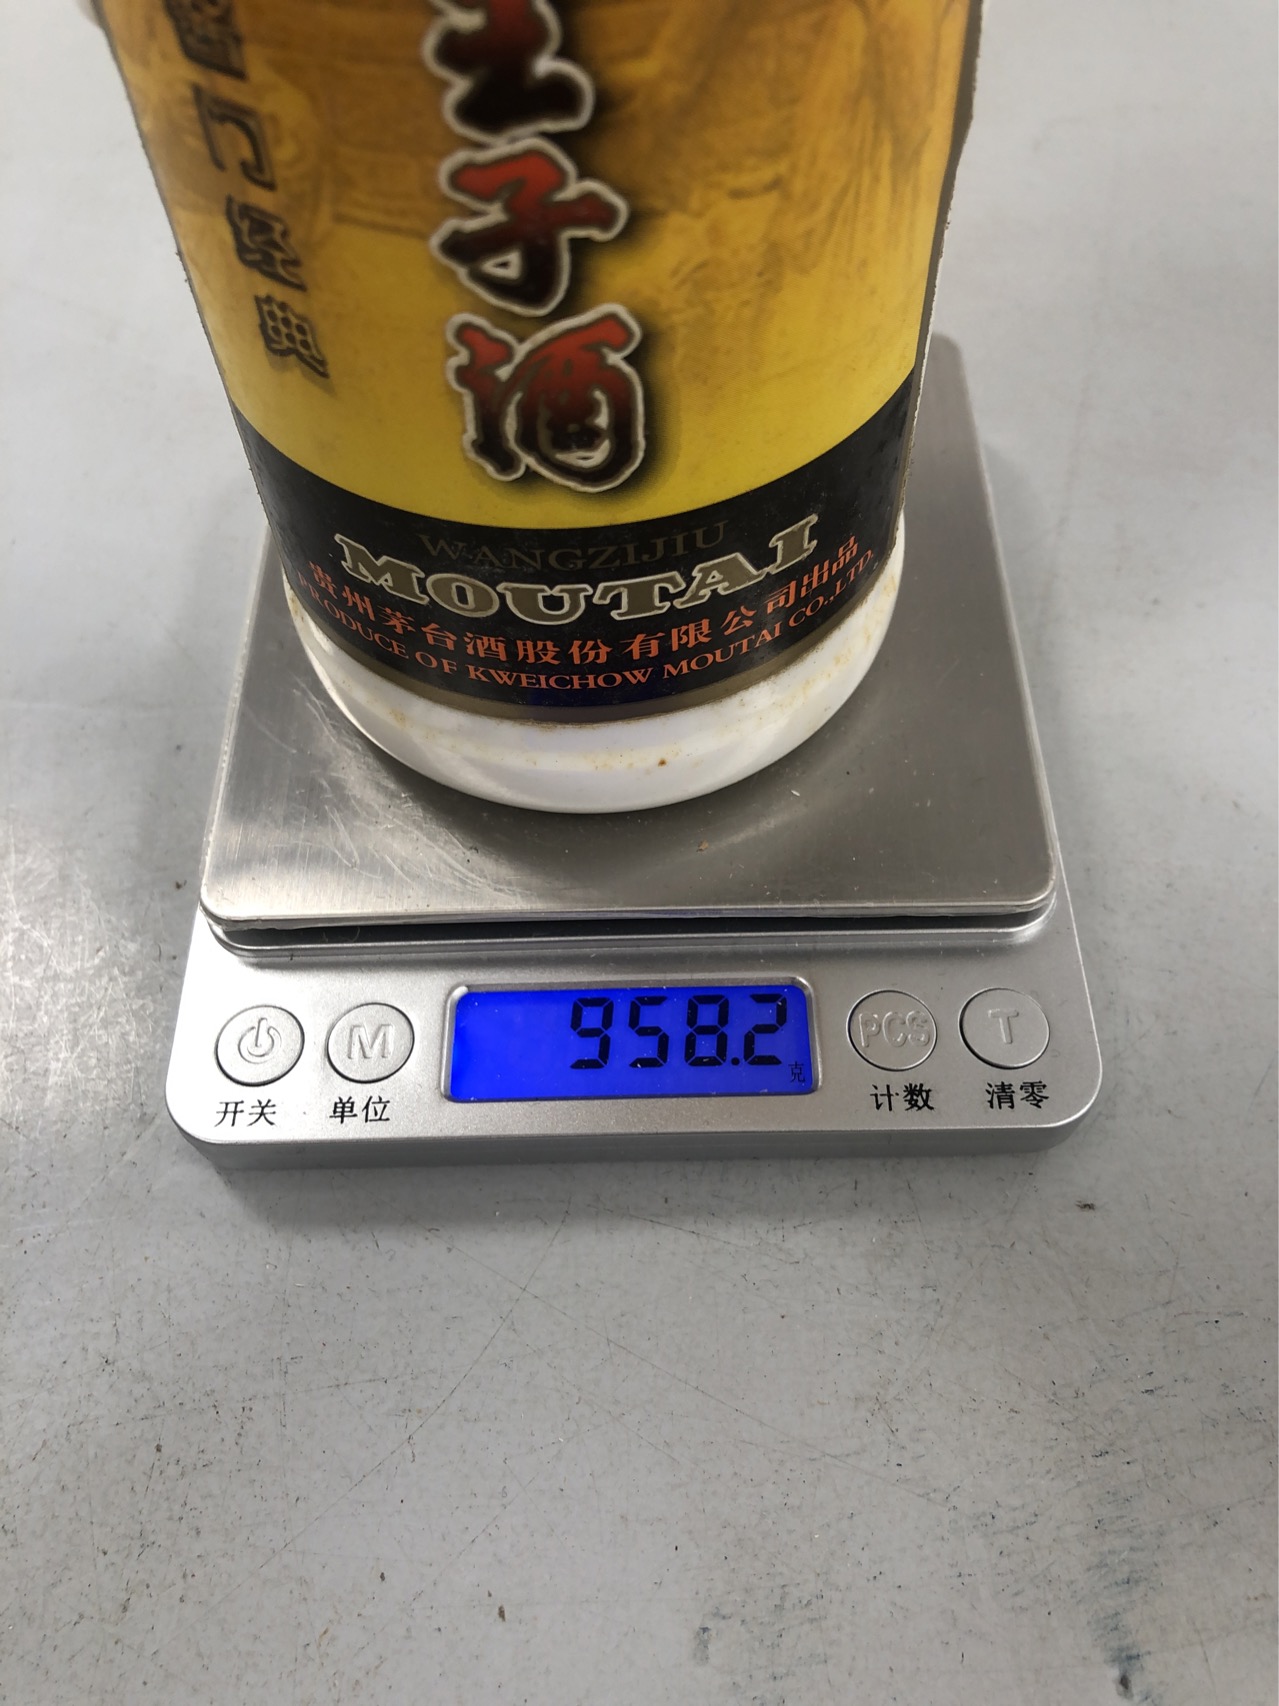 门经典
王子酒
WANGZIJIU
MOUTAI
贵州茅台酒股份有限公司出品
PRODUCE OF KWEICHOW MOUTAI CO.,LTD.
958.2 克
M PCS T
开关 单位 计数 清零